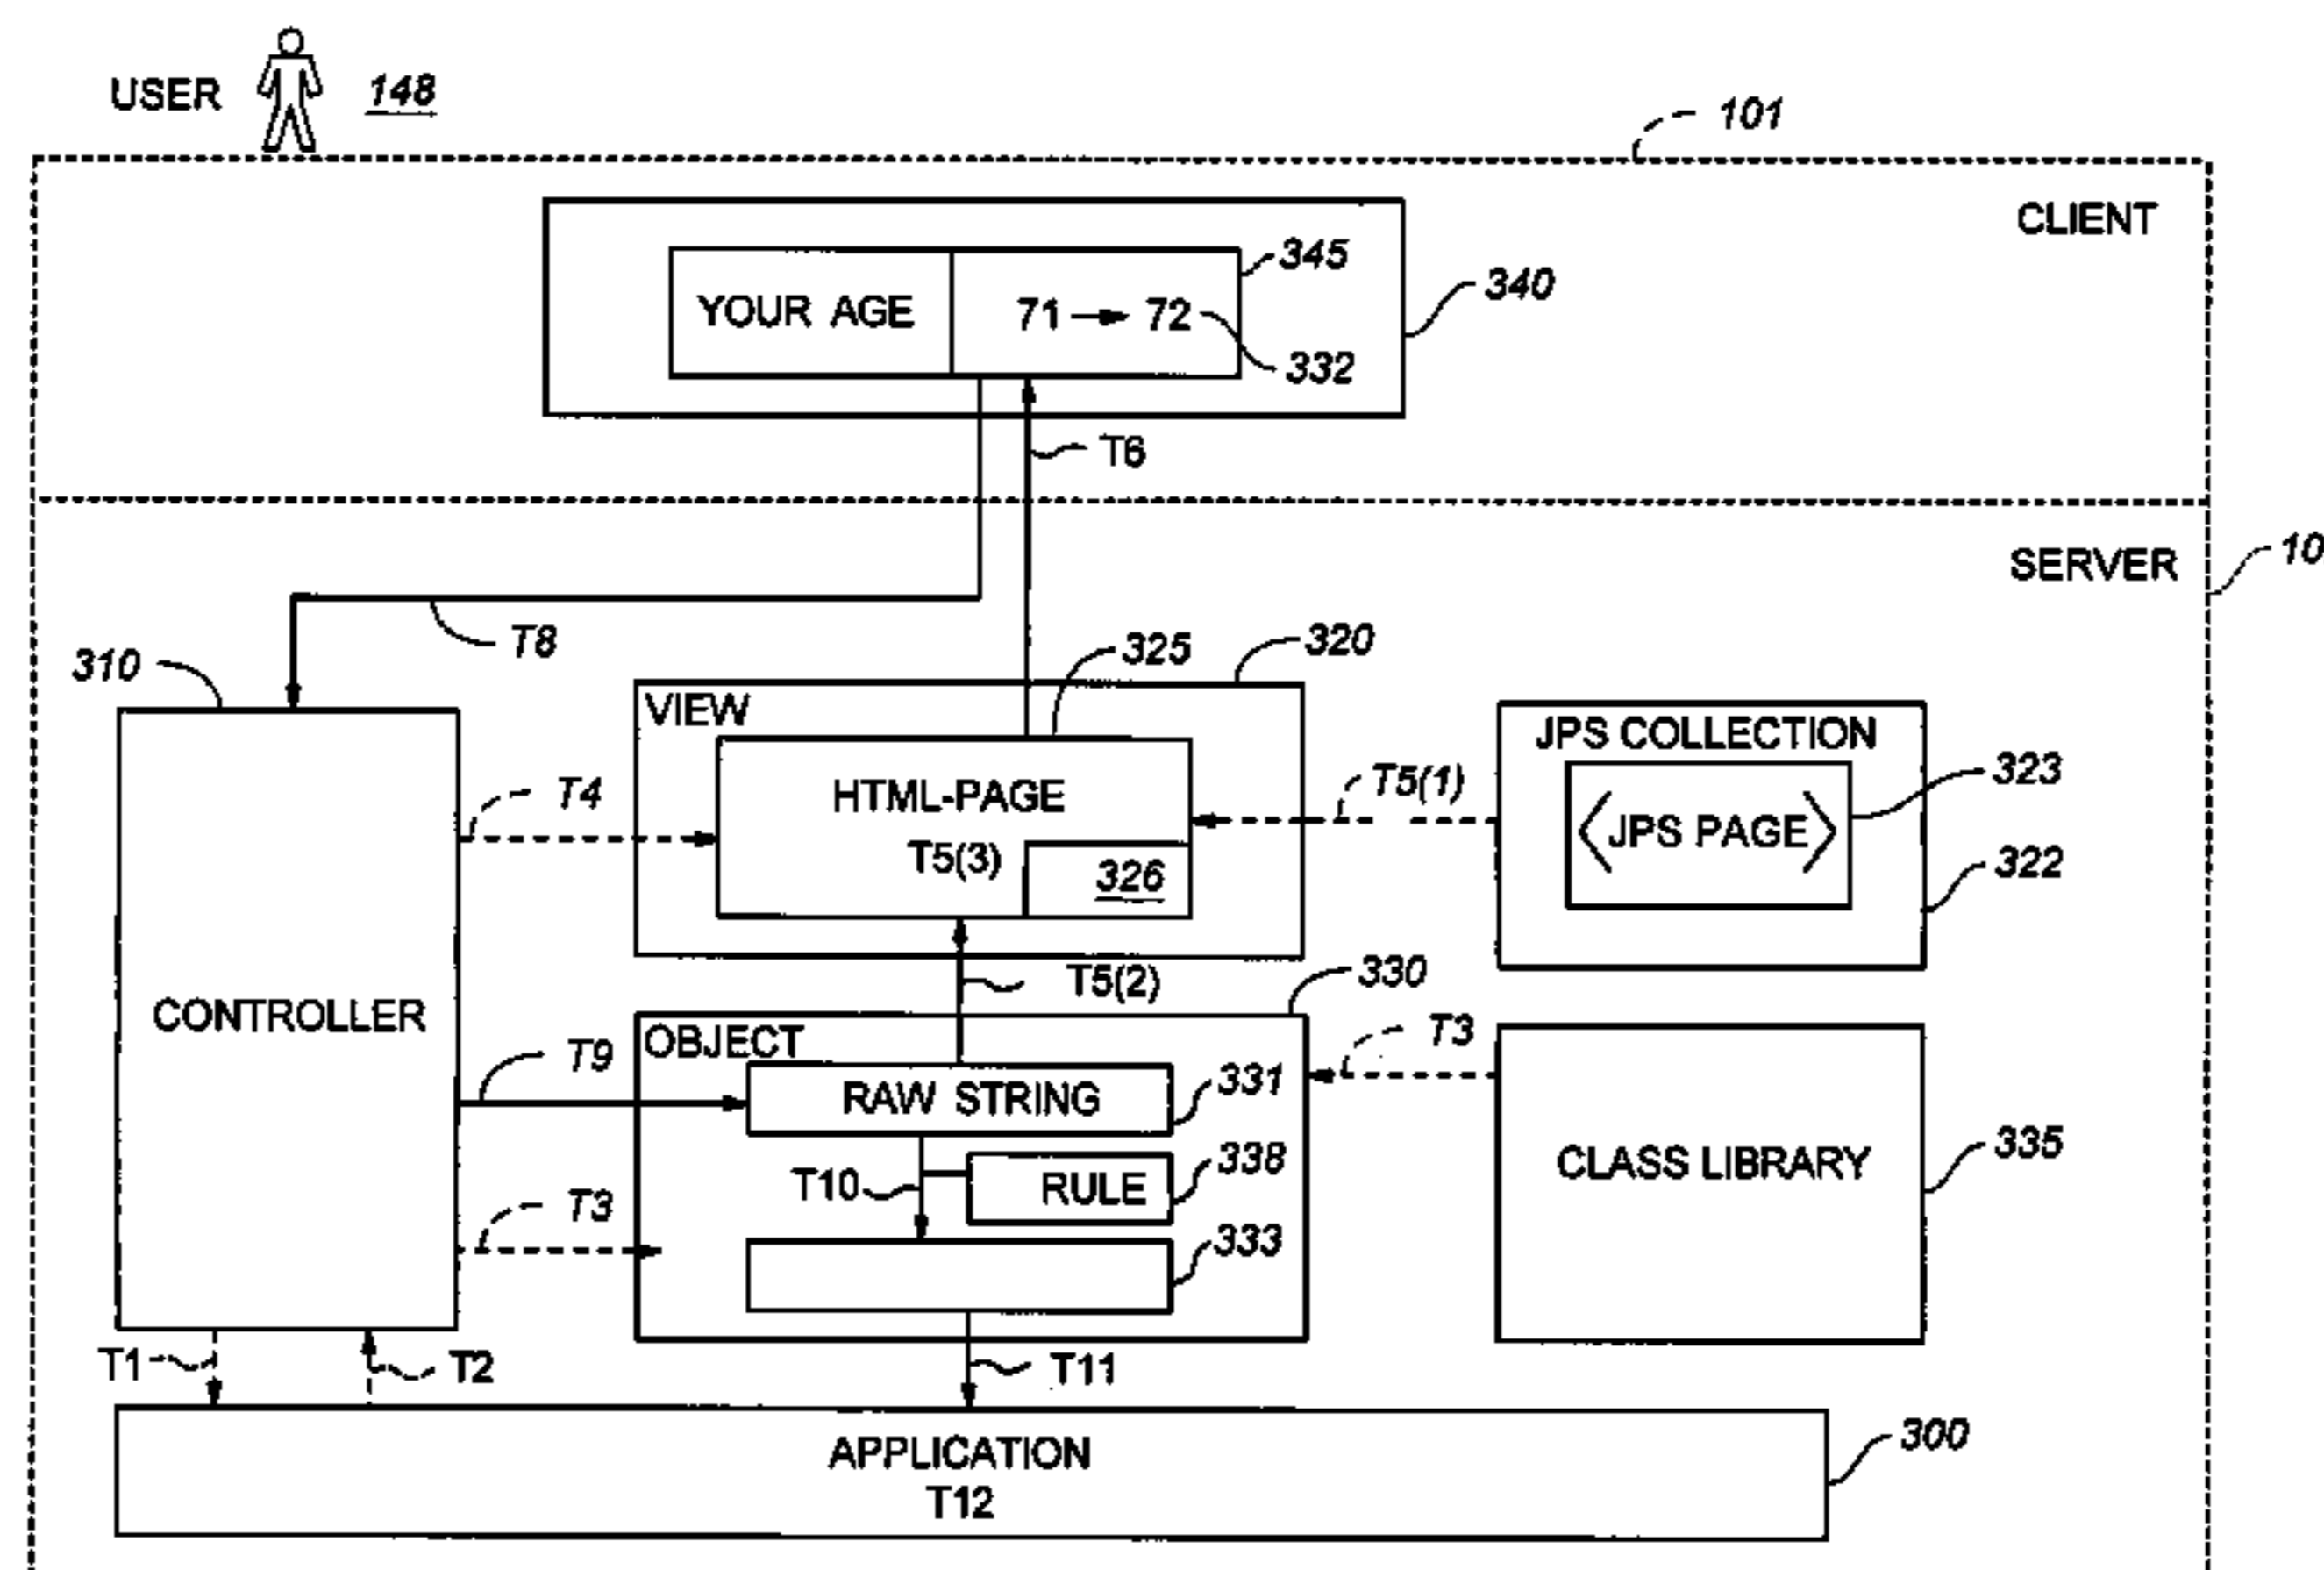 USER 148
101
CLIENT
345
YOUR AGE 71 72
340
332
T6
SERVER
10
T8
310
325
320
VIEW
JPS COLLECTION
HTML-PAGE
T4
T5(1)
323
JPS PAGE
T5(3)
326
322
T5(2)
330
CONTROLLER
OBJECT
T3
T9
RAW STRING
331
CLASS LIBRARY
335
338
T10
RULE
T3
333
T1
T2
T11
APPLICATION
T12
300